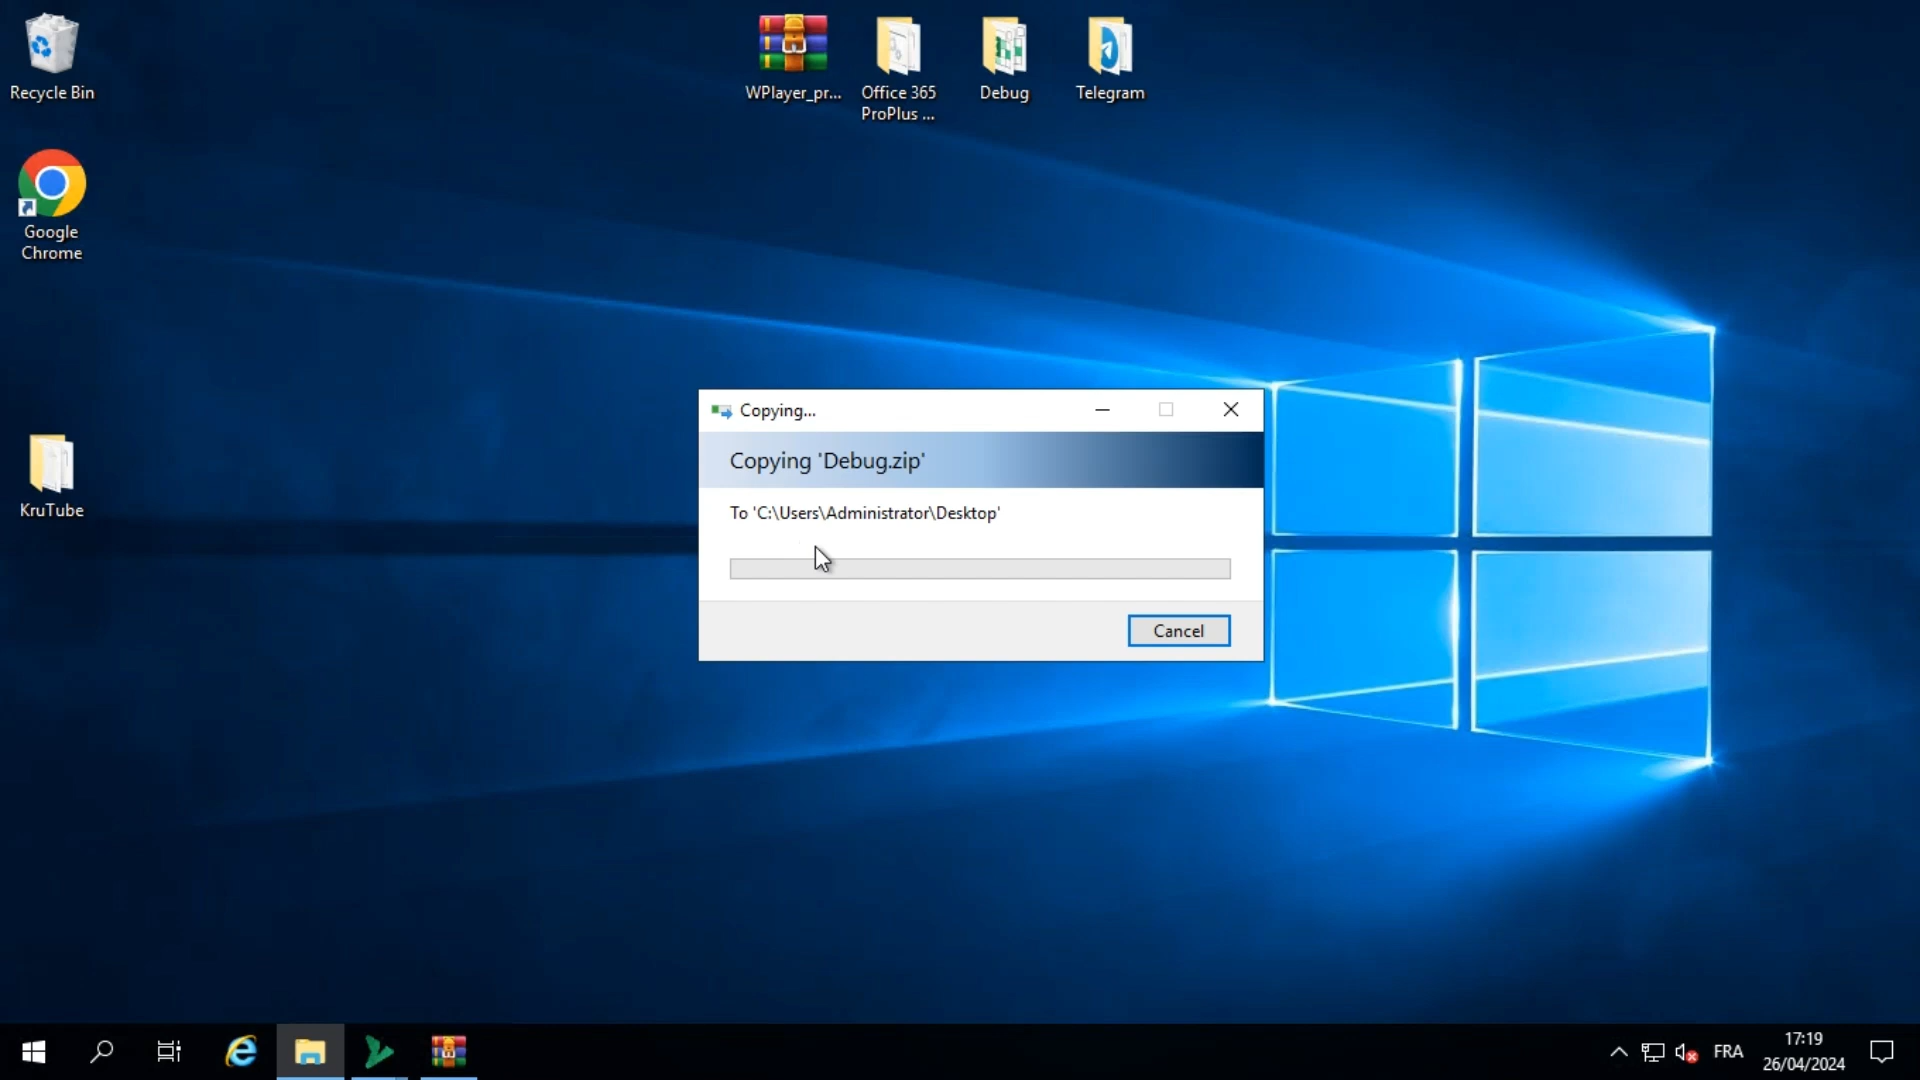 Recycle Bin
WPlayer_pr...
Office 365
ProPlus ...
Debug
Telegram
Google
Chrome
KruTube
Copying...
Copying 'Debug.zip'
To 'C:\Users\Administrator\Desktop'
Cancel
FRA
17:19
26/04/2024